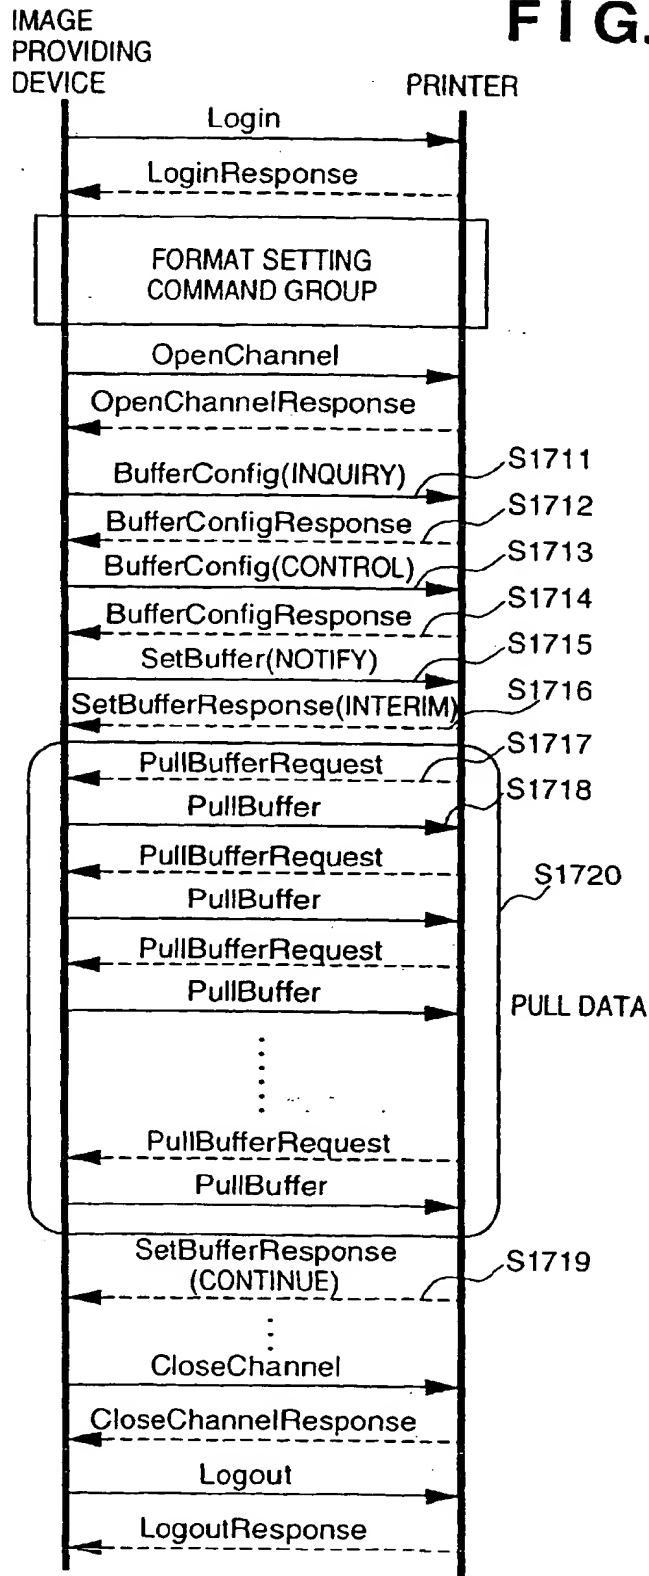 FIG.
IMAGE
PROVIDING
DEVICE
PRINTER
Login
LoginResponse
FORMAT SETTING
COMMAND GROUP
OpenChannel
OpenChannelResponse
BufferConfig(INQUIRY)
S1711
BufferConfigResponse
S1712
BufferConfig(CONTROL)
S1713
BufferConfigResponse
S1714
SetBuffer(NOTIFY)
S1715
SetBufferResponse(INTERIM)
S1716
PullBufferRequest
S1717
PullBuffer
S1718
PullBufferRequest
S1720
PullBuffer
PullBufferRequest
PullBuffer
PULL DATA
PullBufferRequest
PullBuffer
SetBufferResponse
(CONTINUE)
S1719
CloseChannel
CloseChannelResponse
Logout
LogoutResponse